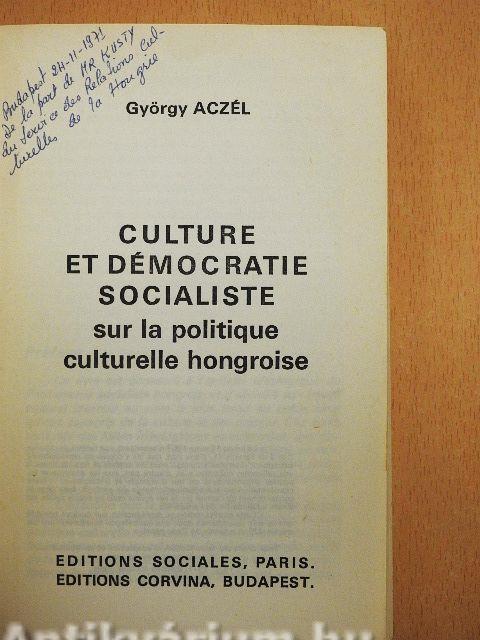 Budapest 24-11-1971
De la part de MR KUSTY
du Service des Relations Cul-
turelles de la Hongrie
György ACZÉL
CULTURE
ET DÉMOCRATIE
SOCIALISTE
sur la politique
culturelle hongroise
EDITIONS SOCIALES, PARIS.
EDITIONS CORVINA, BUDAPEST.
Antikvárium.hu